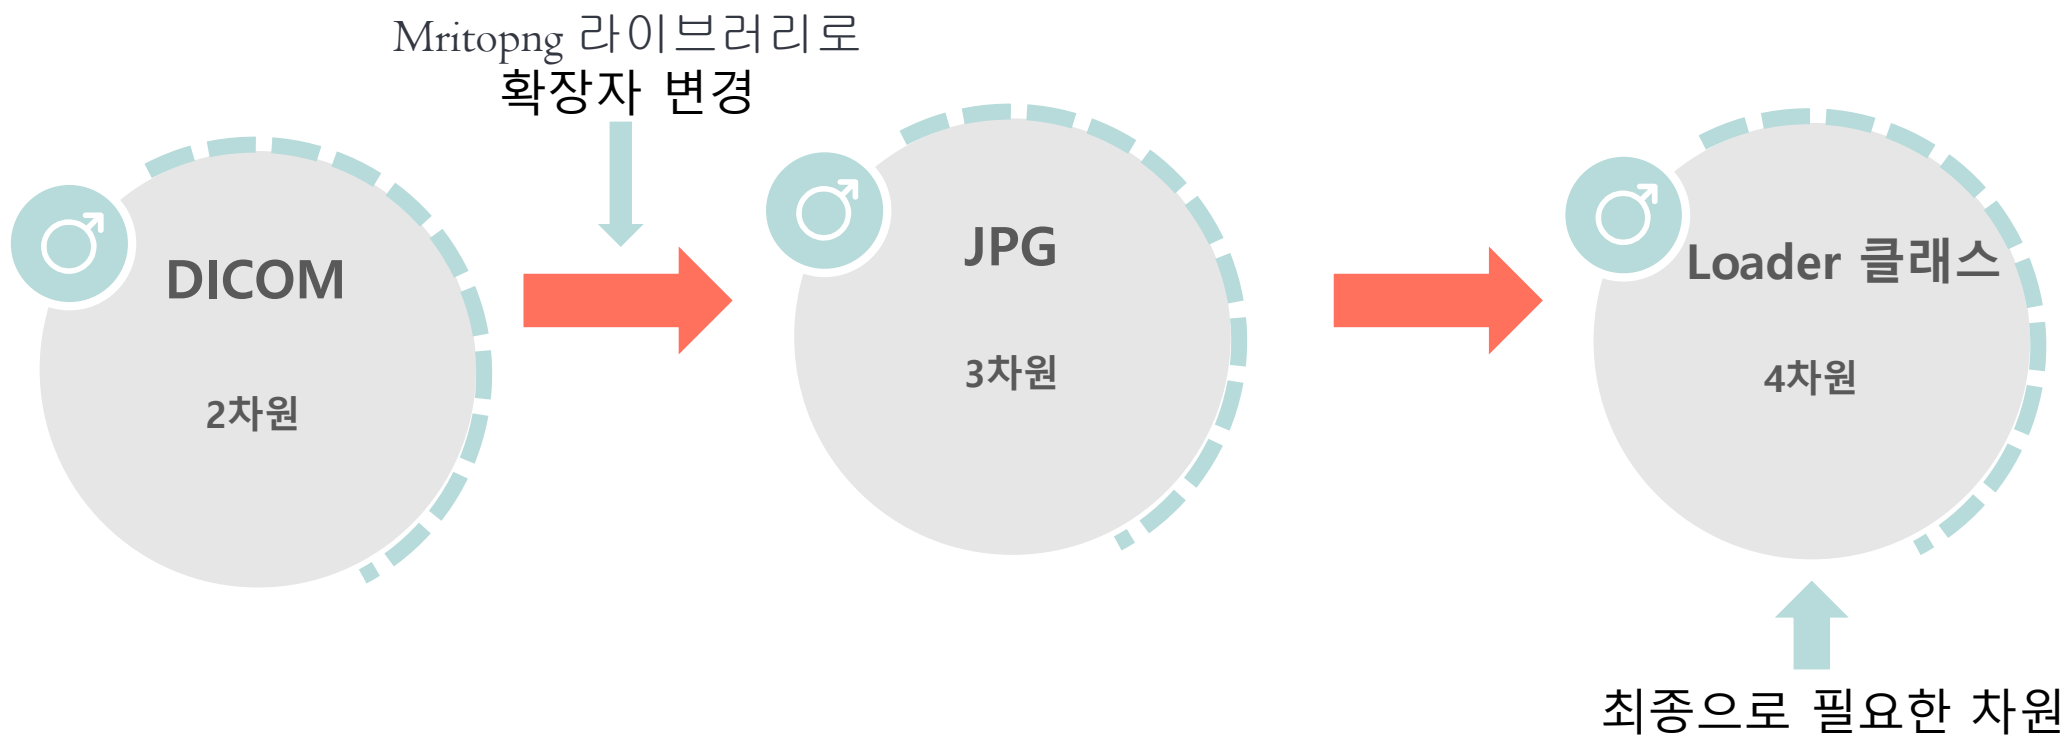 Mritopng 라이브러리로
확장자 변경
DICOM
2차원
JPG
3차원
Loader 클래스
4차원
최종으로 필요한 차원